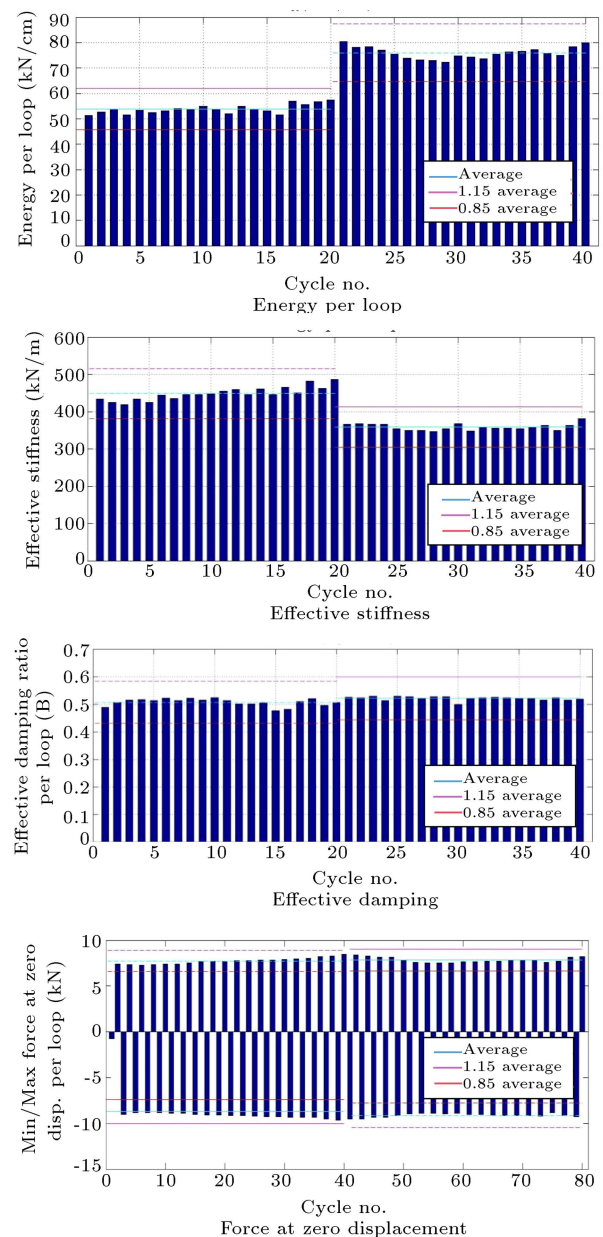 90
80
70
60
50
40
30
20
10
0
Energy per loop (kN/cm)
Average
1.15 average
0.85 average
0 5 10 15 20 25 30 35 40
Cycle no.
Energy per loop
600
500
400
300
200
100
0
Effective stiffness (kN/m)
Average
1.15 average
0.85 average
0 5 10 15 20 25 30 35 40
Cycle no.
Effective stiffness
0.7
0.6
0.5
0.4
0.3
0.2
0.1
0
Effective damping ratio
per loop (B)
Average
1.15 average
0.85 average
0 5 10 15 20 25 30 35 40
Cycle no.
Effective damping
10
5
0
-5
-10
-15
Min/Max force at zero
disp. per loop (kN)
Average
1.15 average
0.85 average
0 10 20 30 40 50 60 70 80
Cycle no.
Force at zero displacement